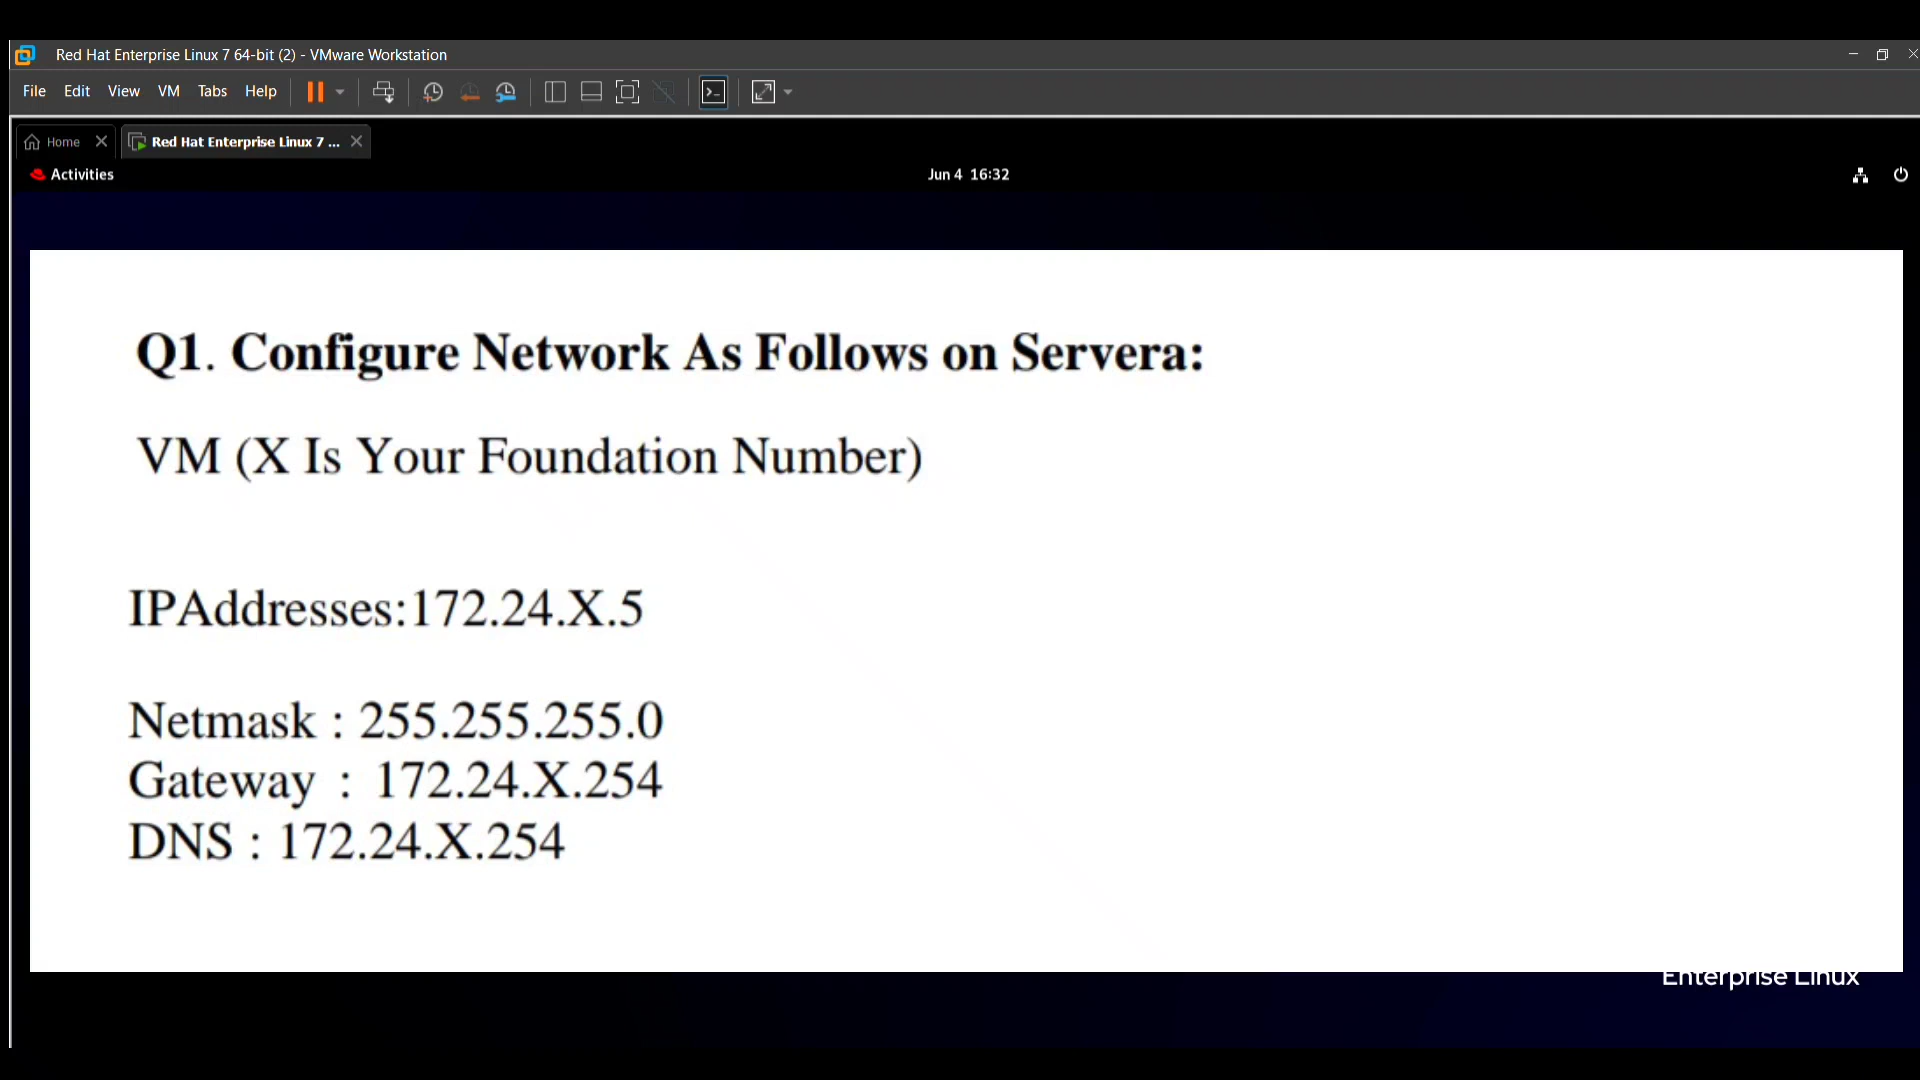 Red Hat Enterprise Linux 7 64-bit (2) - VMware Workstation
File Edit View VM Tabs Help
Home Red Hat Enterprise Linux 7 ...
Activities Jun 4 16:32
Q1. Configure Network As Follows on Servera:
VM (X Is Your Foundation Number)
IPAddresses:172.24.X.5
Netmask : 255.255.255.0
Gateway : 172.24.X.254
DNS : 172.24.X.254
Enterprise Linux